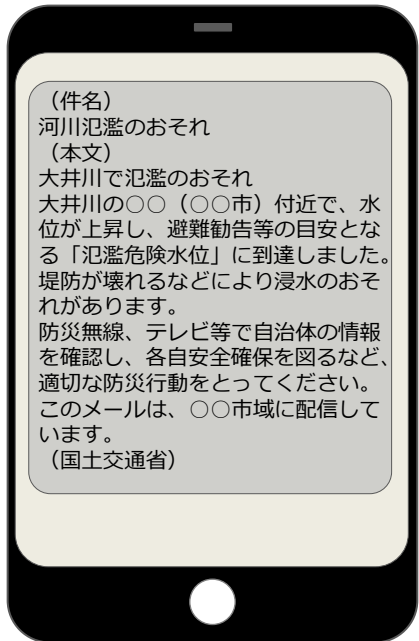 （件名）
河川氾濫のおそれ
（本文）
大井川で氾濫のおそれ
大井川の○○（○○市）付近で、水
位が上昇し、避難勧告等の目安とな
る「氾濫危険水位」に到達しました。
堤防が壊れるなどにより浸水のおそ
れがあります。
防災無線、テレビ等で自治体の情報
を確認し、各自安全確保を図るなど、
適切な防災行動をとってください。
このメールは、○○市域に配信して
います。
（国土交通省）